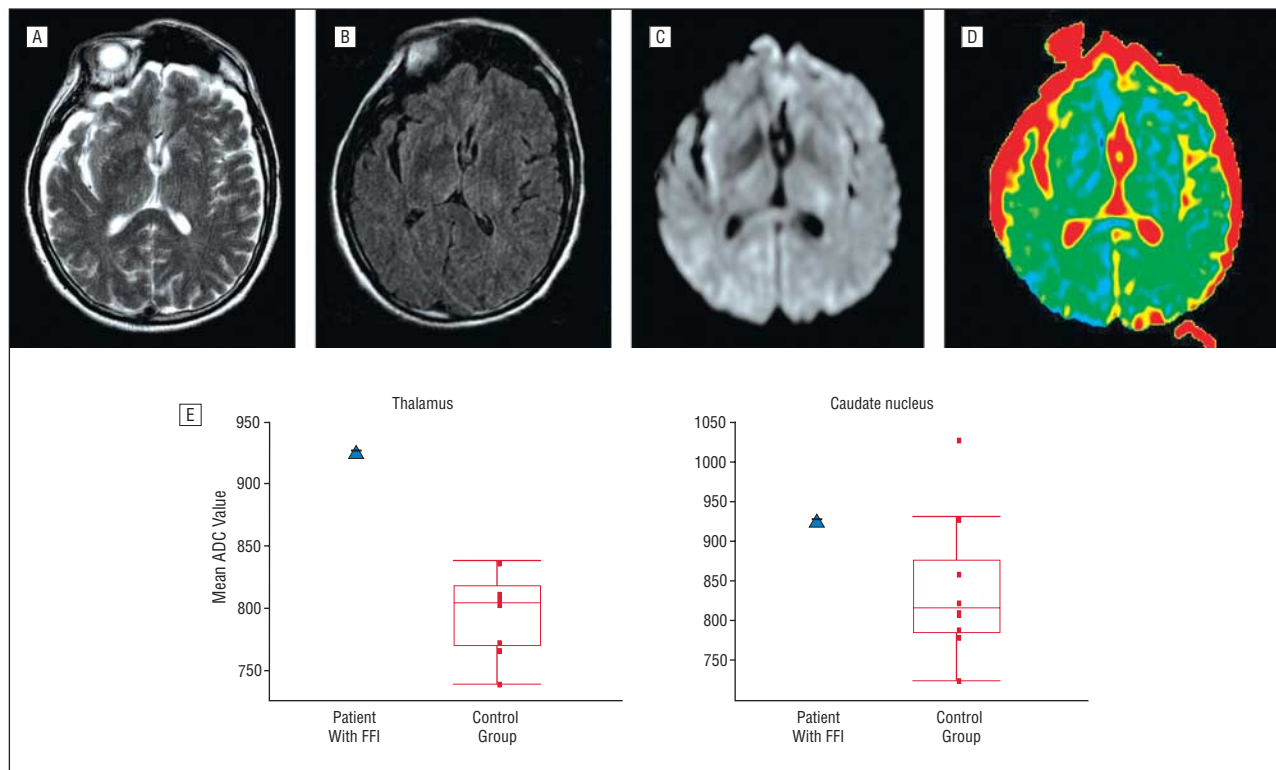 A
B
C
D
E
Thalamus
950
900
850
800
750
Mean ADC Value
Patient
With FFI
Control
Group
Caudate nucleus
1050
1000
950
900
850
800
750
Patient
With FFI
Control
Group